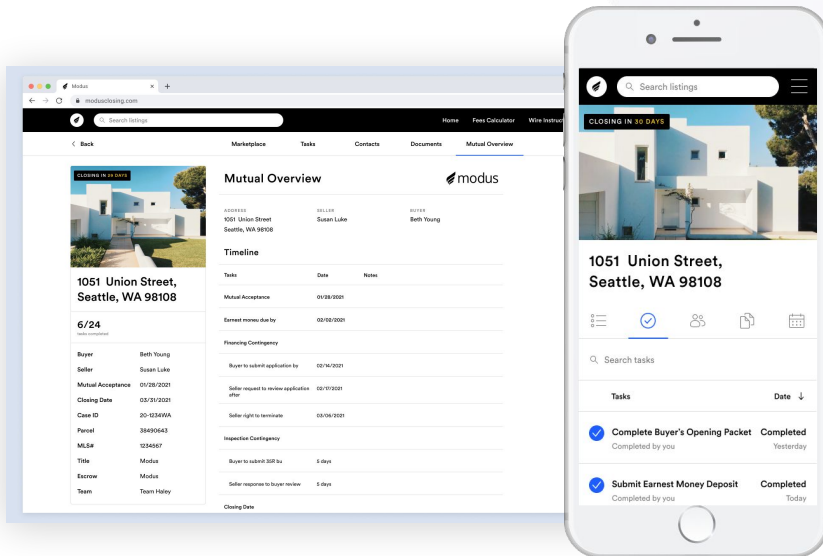 Modus
modusclosing.com
Search listings
Home Fees Calculator Wire Instruct
Back
Marketplace Tasks Contacts Documents Mutual Overview
CLOSING IN 29 DAYS
1051 Union Street,
Seattle, WA 98108
6/24
tasks completed
Buyer Beth Young
Seller Susan Luke
Mutual Acceptance 01/28/2021
Closing Date 03/31/2021
Case ID 20-1234WA
Parcel 38490643
MLS# 1234567
Title Modus
Escrow Modus
Team Team Haley
Mutual Overview
modus
ADDRESS SELLER BUYER
1051 Union Street Susan Luke Beth Young
Seattle, WA 98108
Timeline
Tasks Date Notes
Mutual Acceptance 01/28/2021
Earnest moneu due by 02/02/2021
Financing Contingency
Buyer to submit application by 02/14/2021
Seller request to review application 02/17/2021
after
Seller right to terminate 03/06/2021
Inspection Contingency
Buyer to submit 35R bu 5 days
Seller response to buyer review 5 days
Closing Date
Search listings
CLOSING IN 30 DAYS
1051 Union Street,
Seattle, WA 98108
Search tasks
Tasks Date ↓
Complete Buyer's Opening Packet Completed
Completed by you Yesterday
Submit Earnest Money Deposit Completed
Completed by you Today